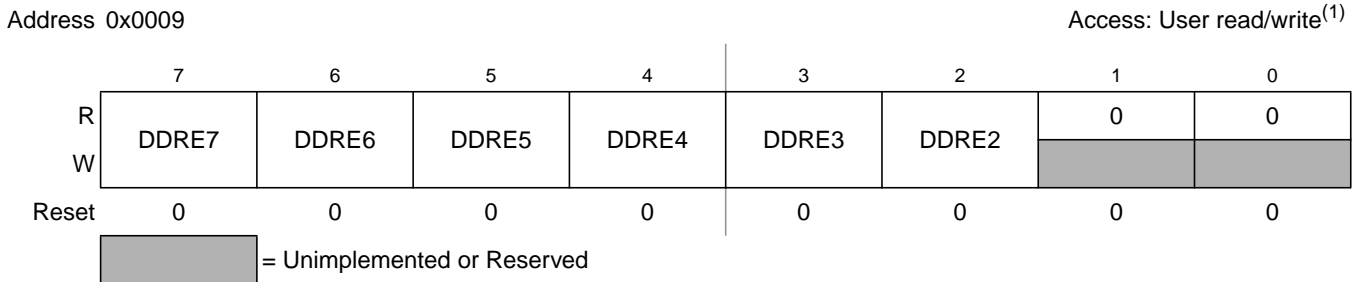 Address 0x0009 Access: User read/write(1)
7 6 5 4 3 2 1 0
R DDRE7 DDRE6 DDRE5 DDRE4 DDRE3 DDRE2 0 0
W
Reset 0 0 0 0 0 0 0 0
= Unimplemented or Reserved